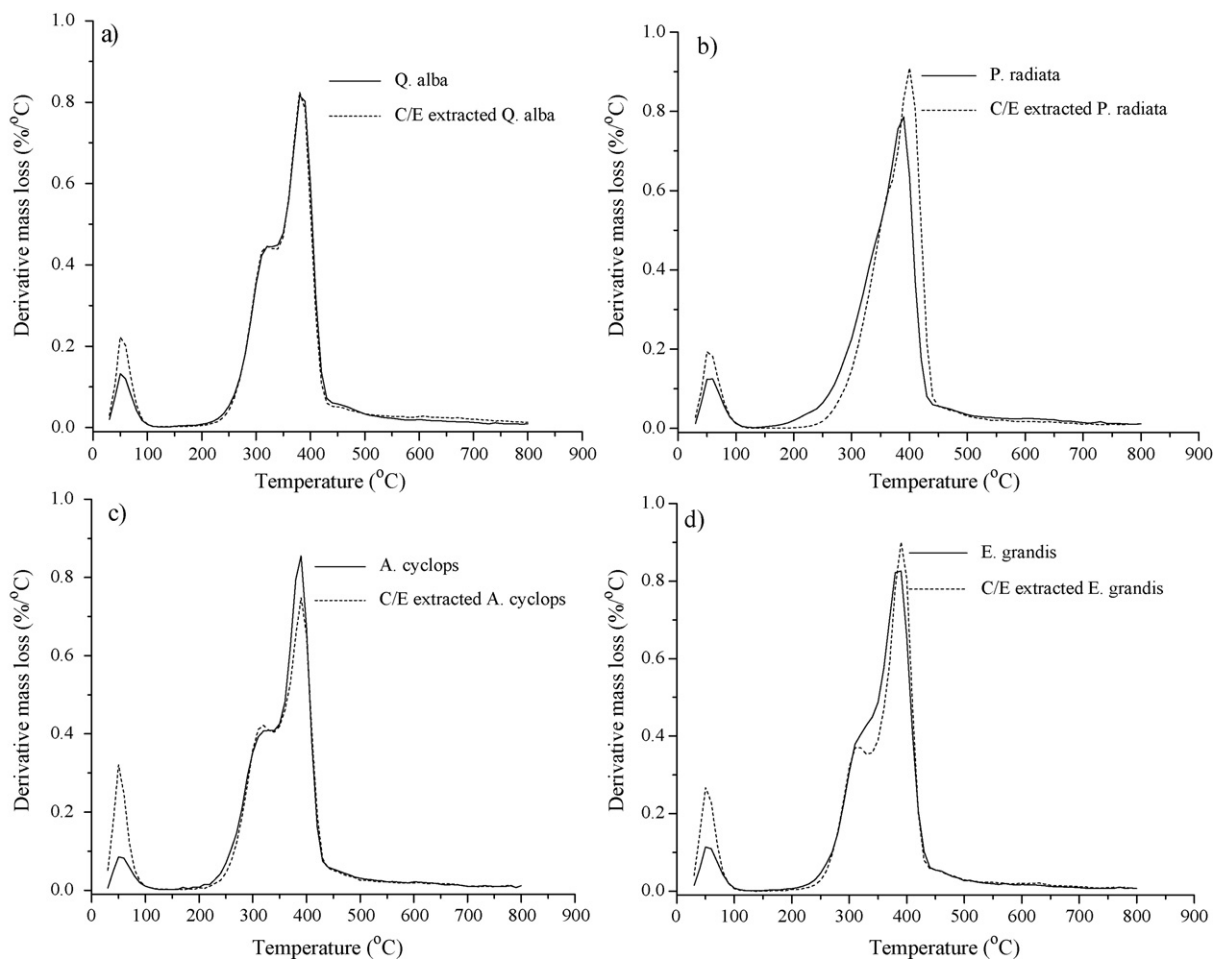 a)
Q. alba
C/E extracted Q. alba
Derivative mass loss (%/°C)
1.0
0.8
0.6
0.4
0.2
0.0
0 100 200 300 400 500 600 700 800 900
Temperature (°C)
b)
P. radiata
C/E extracted P. radiata
Derivative mass loss (%/°C)
1.0
0.8
0.6
0.4
0.2
0.0
0 100 200 300 400 500 600 700 800 900
Temperature (°C)
c)
A. cyclops
C/E extracted A. cyclops
Derivative mass loss (%/°C)
1.0
0.8
0.6
0.4
0.2
0.0
0 100 200 300 400 500 600 700 800 900
Temperature (°C)
d)
E. grandis
C/E extracted E. grandis
Derivative mass loss (%/°C)
1.0
0.8
0.6
0.4
0.2
0.0
0 100 200 300 400 500 600 700 800 900
Temperature (°C)